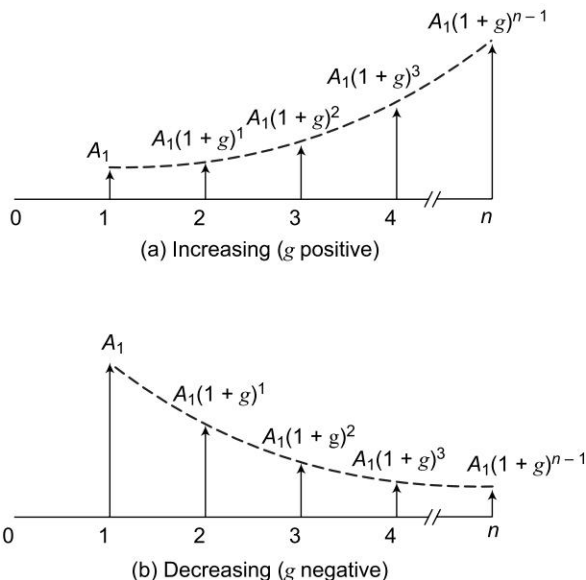 A₁(1 + g)ⁿ⁻¹
A₁(1 + g)³
A₁(1 + g)²
A₁(1 + g)¹
A₁
0 1 2 3 4 n
(a) Increasing (g positive)
A₁
A₁(1 + g)¹
A₁(1 + g)²
A₁(1 + g)³
A₁(1 + g)ⁿ⁻¹
0 1 2 3 4 n
(b) Decreasing (g negative)